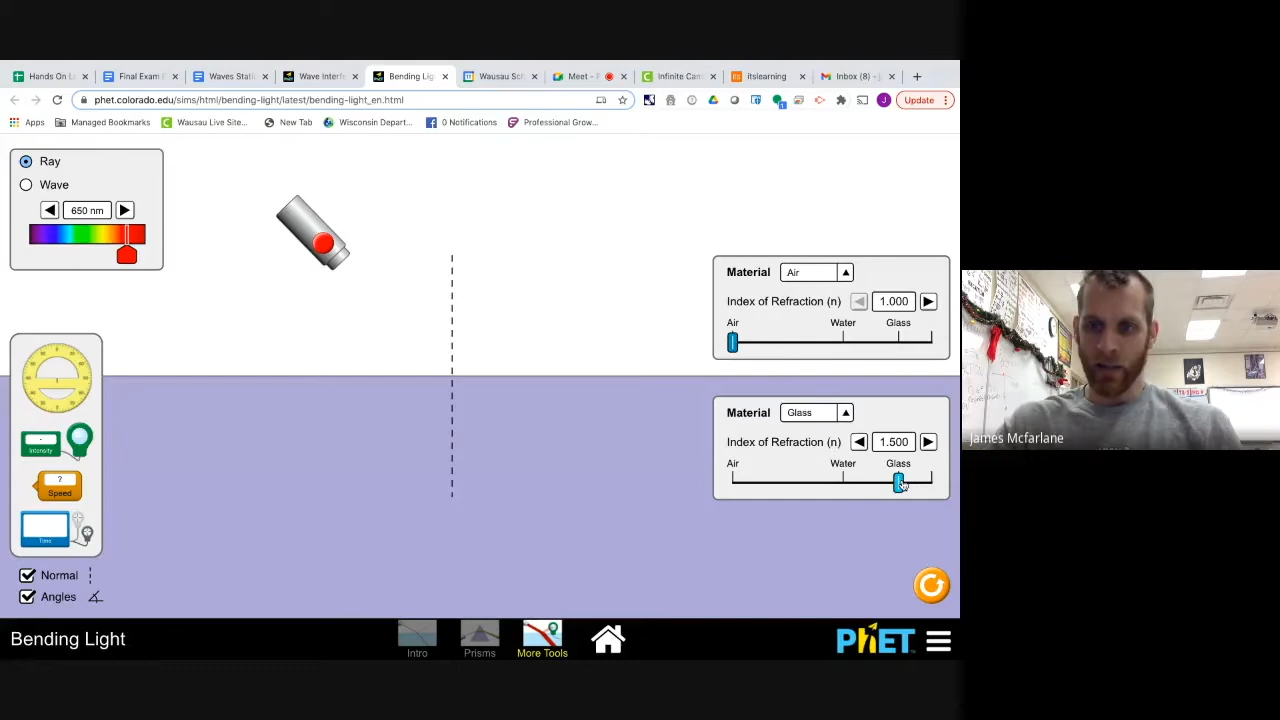 Hands On L
Final Exam E
Waves Stati
Wave Interfe
Bending Lig
Wausau Sch
Meet - P
Infinite Cam
itslearning
Inbox (8) - j
phet.colorado.edu/sims/html/bending-light/latest/bending-light_en.html
J
Update
Apps
Managed Bookmarks
Wausau Live Site...
New Tab
Wisconsin Depart...
0 Notifications
Professional Grow...
Ray
Wave
650 nm
Material Air
Index of Refraction (n) 1.000
Air Water Glass
Material Glass
Index of Refraction (n) 1.500
Air Water Glass
Intensity
?
Speed
Time
Normal
Angles
Bending Light
Intro
Prisms
More Tools
PhET
James Mcfarlane